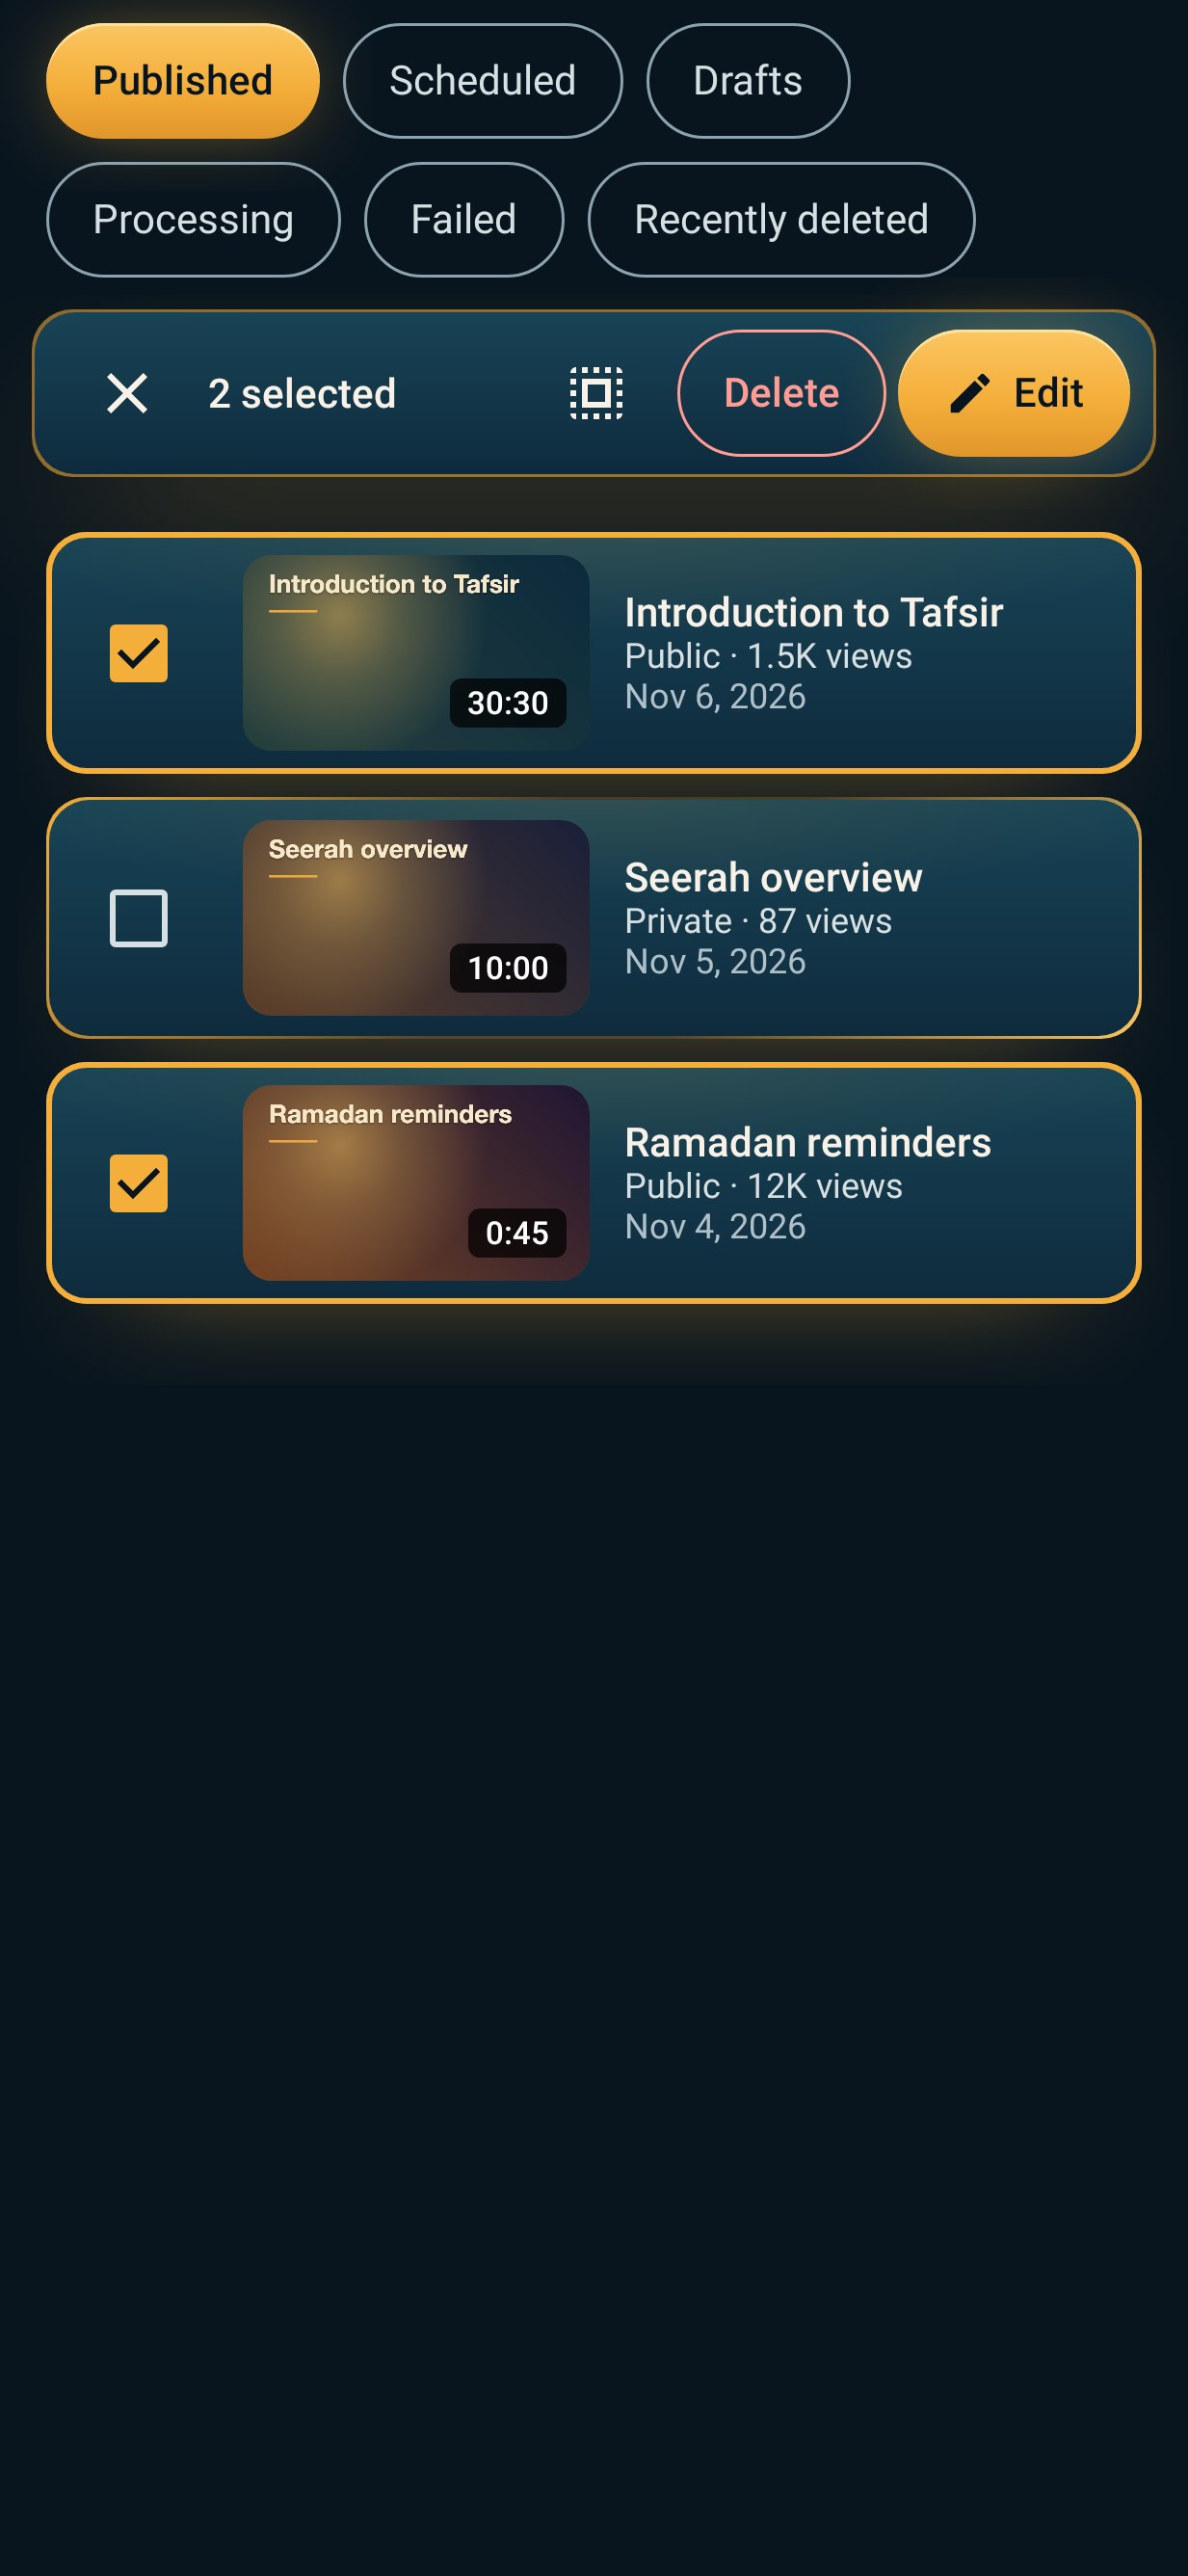 Published
Scheduled
Drafts
Processing
Failed
Recently deleted
2 selected
Delete
Edit
Introduction to Tafsir
30:30
Introduction to Tafsir
Public · 1.5K views
Nov 6, 2026
Seerah overview
10:00
Seerah overview
Private · 87 views
Nov 5, 2026
Ramadan reminders
0:45
Ramadan reminders
Public · 12K views
Nov 4, 2026